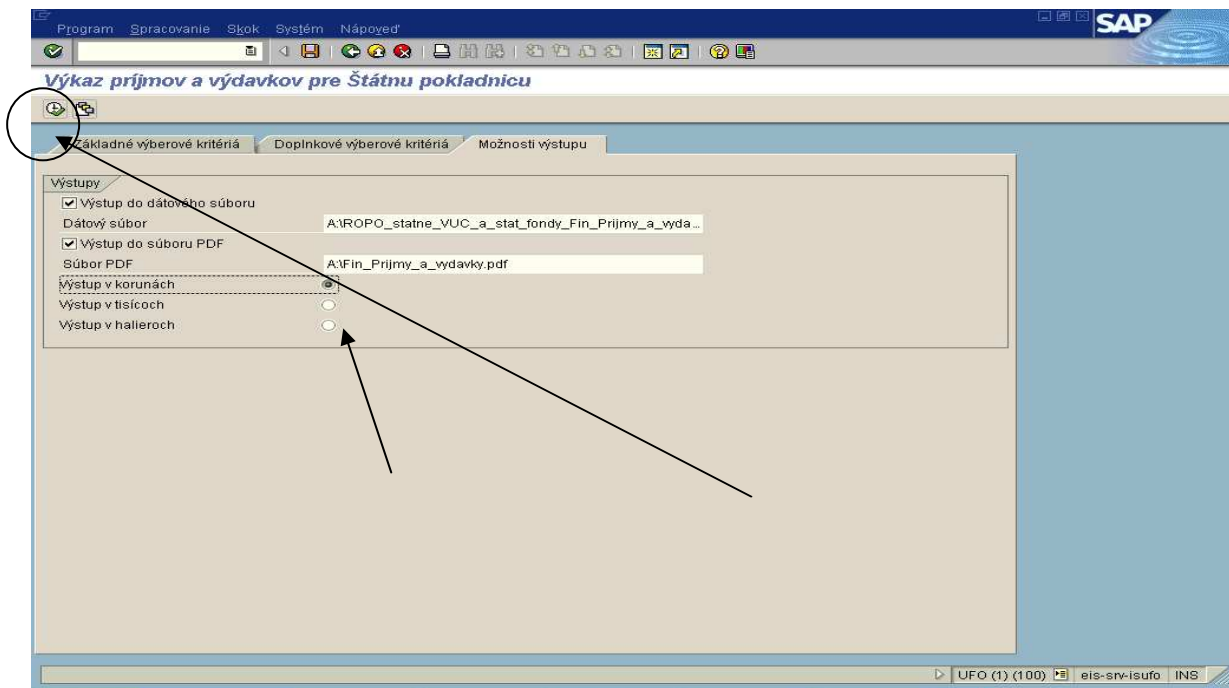 Program Spracovanie Skok Systém Nápoveď
SAP
Výkaz príjmov a výdavkov pre Štátnu pokladnicu
Základné výberové kritériá Doplnkové výberové kritériá Možnosti výstupu
Výstupy
Výstup do dátového súboru
Dátový súbor A:\ROPO_statne_VUC_a_stat_fondy_Fin_Prijmy_a_vyda...
Výstup do súboru PDF
Súbor PDF A:\Fin_Prijmy_a_vydavky.pdf
Výstup v korunách
Výstup v tisícoch
Výstup v halieroch
UFO (1) (100) eis-srv-isufo INS